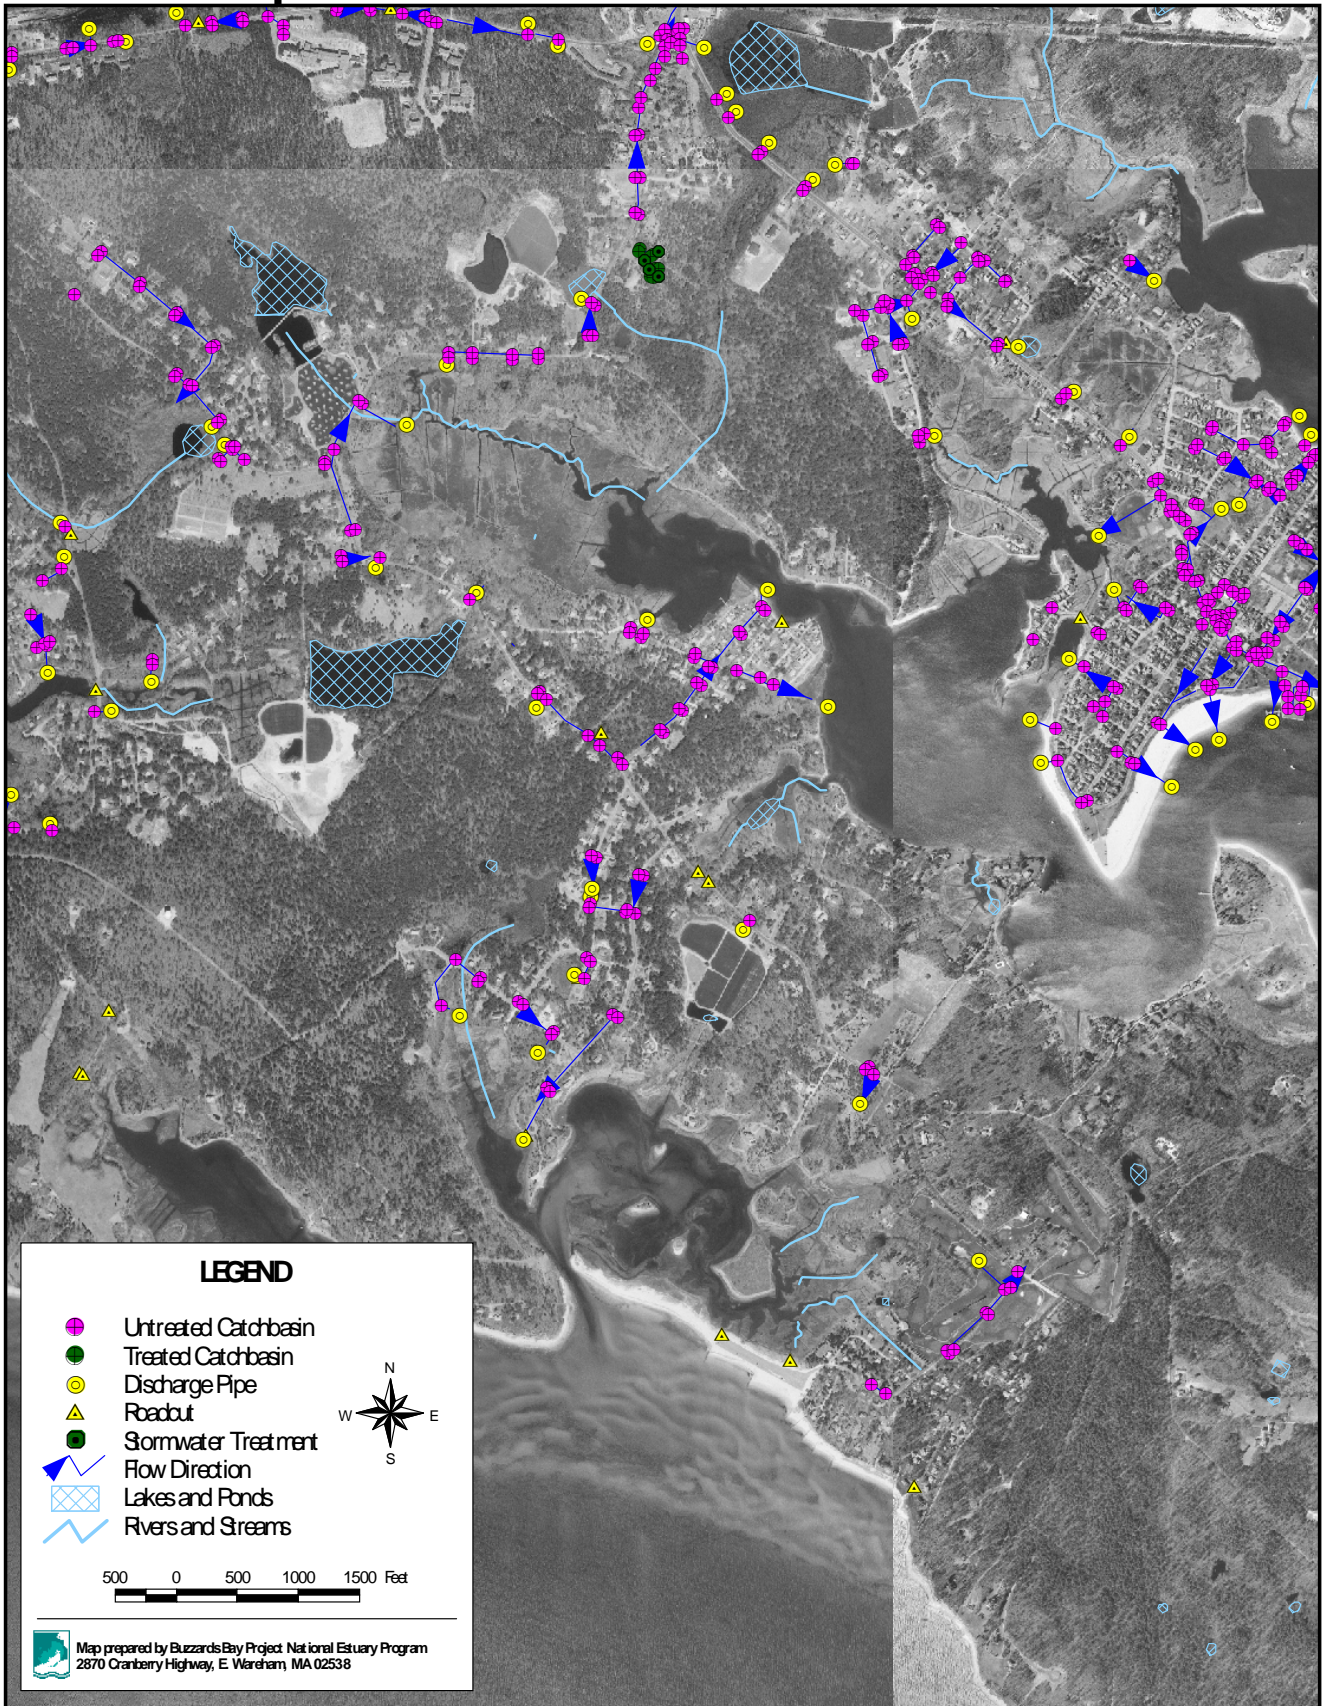 LEGEND
Untreated Catchbasin
Treated Catchbasin
Discharge Pipe
Roadcut
Stormwater Treatment
Flow Direction
Lakes and Ponds
Rivers and Streams
N
W E
S
500 0 500 1000 1500 Feet
Map prepared by Buzzards Bay Project National Estuary Program
2870 Cranberry Highway, E. Wareham, MA 02538